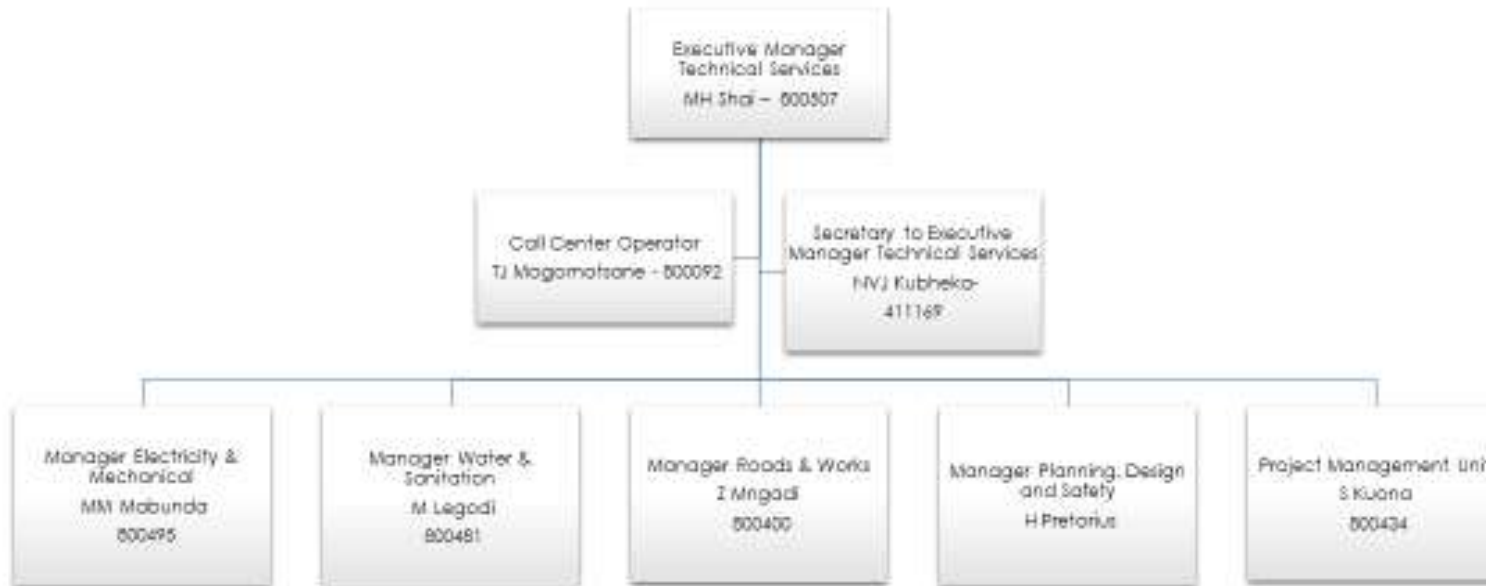 Executive Manager
Technical Services
MH Shai – 800507
Call Center Operator
TJ Magomotsane - 800092
Secretary to Executive
Manager Technical Services
NVJ Kubheka-
411169
Manager Electricity &
Mechanical
MM Mabunda
800495
Manager Water &
Sanitation
M Legodi
800481
Manager Roads & Works
Z Mngadi
800400
Manager Planning, Design
and Safety
H Pretorius
Project Management Unit
S Kuana
800434